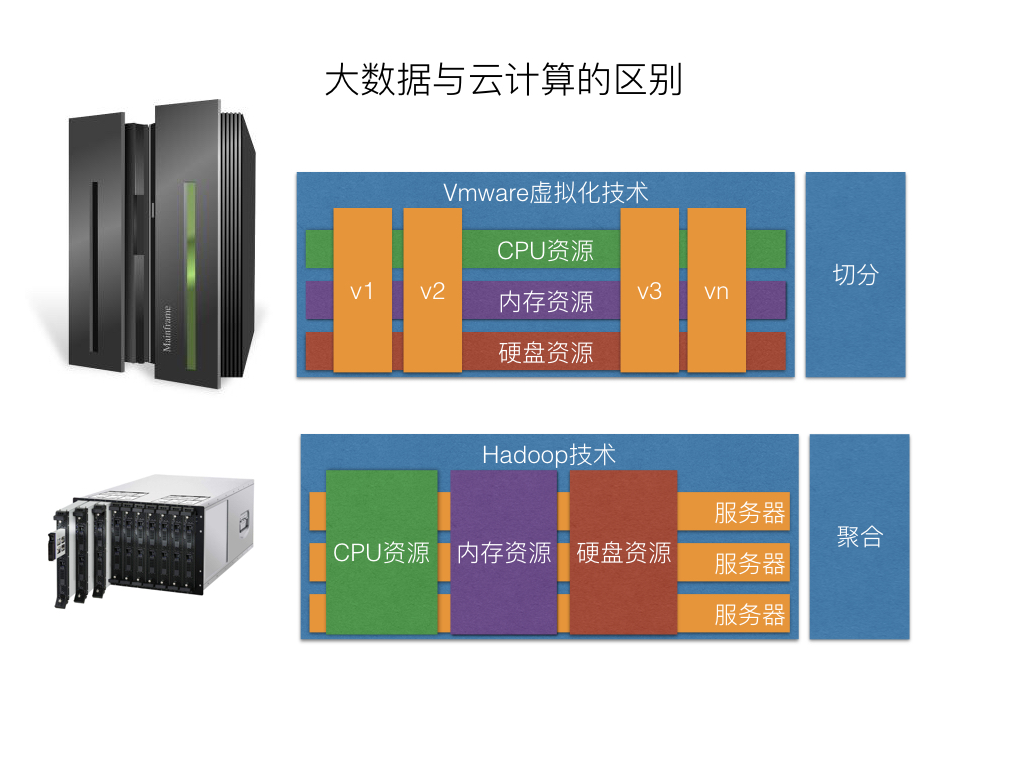 大数据与云计算的区别
Mainframe
Vmware虚拟化技术
CPU资源
内存资源
硬盘资源
v1
v2
v3
vn
切分
Hadoop技术
CPU资源
内存资源
硬盘资源
服务器
服务器
服务器
聚合